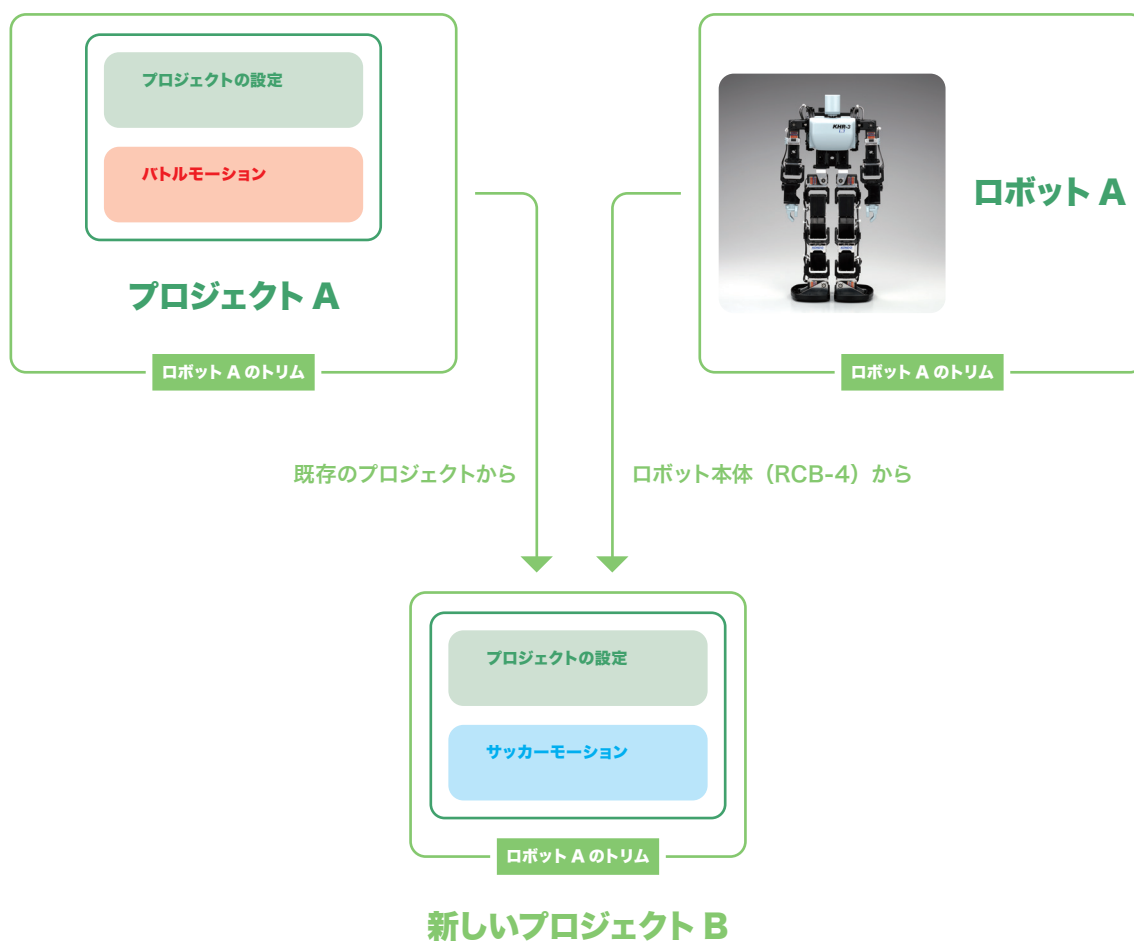 プロジェクトの設定
バトルモーション
プロジェクト A
ロボット A のトリム
KHR-3
ロボット A
ロボット A のトリム
既存のプロジェクトから
ロボット本体（RCB-4）から
プロジェクトの設定
サッカーモーション
ロボット A のトリム
新しいプロジェクト B